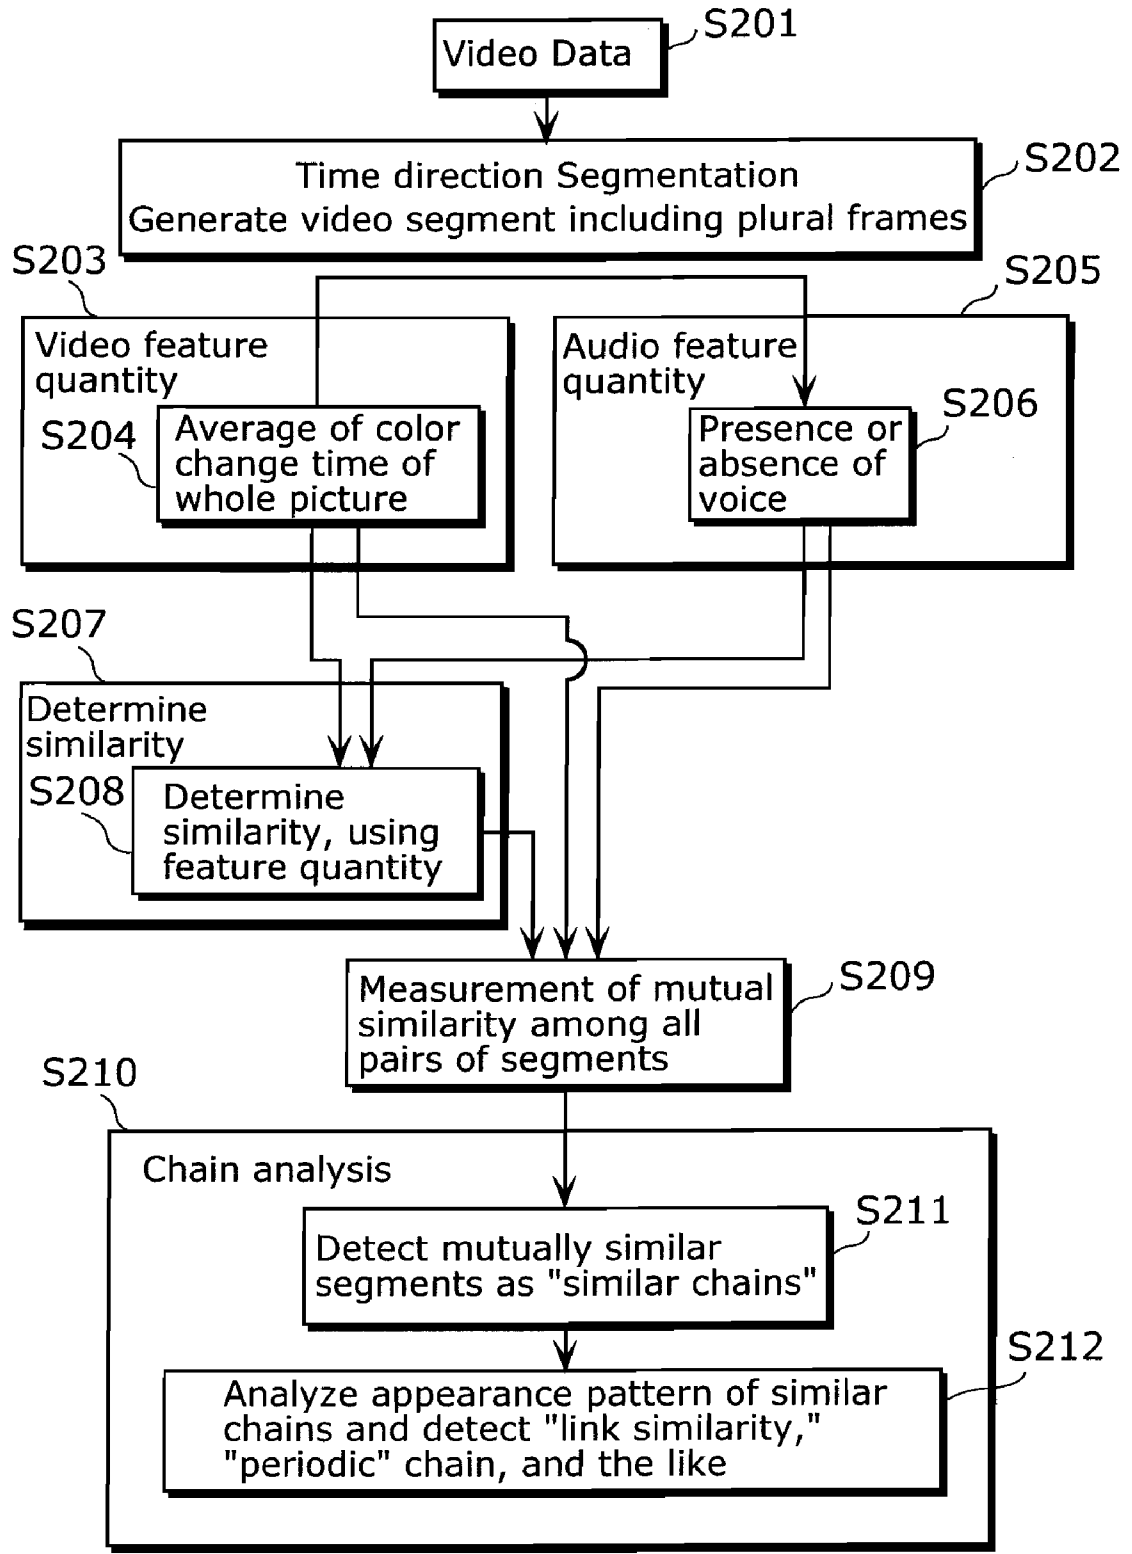 S201
Video Data
S202
Time direction Segmentation
Generate video segment including plural frames
S203
S205
Video feature
quantity
Audio feature
quantity
S204
Average of color
change time of
whole picture
S206
Presence or
absence of
voice
S207
Determine
similarity
S208
Determine
similarity, using
feature quantity
S209
Measurement of mutual
similarity among all
pairs of segments
S210
Chain analysis
S211
Detect mutually similar
segments as "similar chains"
S212
Analyze appearance pattern of similar
chains and detect "link similarity,"
"periodic" chain, and the like